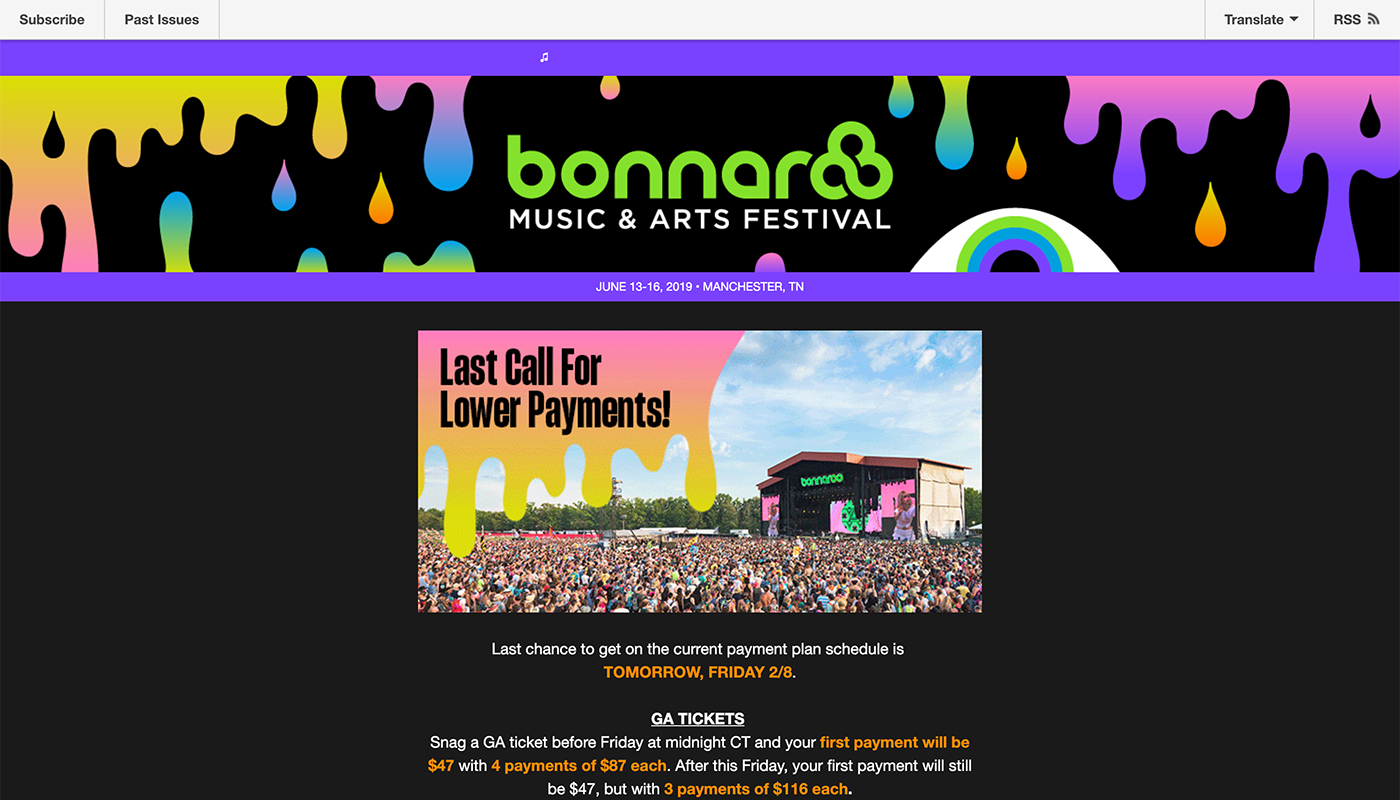 Subscribe
Past Issues
Translate
RSS
bonnaroo
MUSIC & ARTS FESTIVAL
JUNE 13-16, 2019 • MANCHESTER, TN
Last Call For
Lower Payments!
bonnaroo
Last chance to get on the current payment plan schedule is
TOMORROW, FRIDAY 2/8.
GA TICKETS
Snag a GA ticket before Friday at midnight CT and your first payment will be
$47 with 4 payments of $87 each. After this Friday, your first payment will still
be $47, but with 3 payments of $116 each.